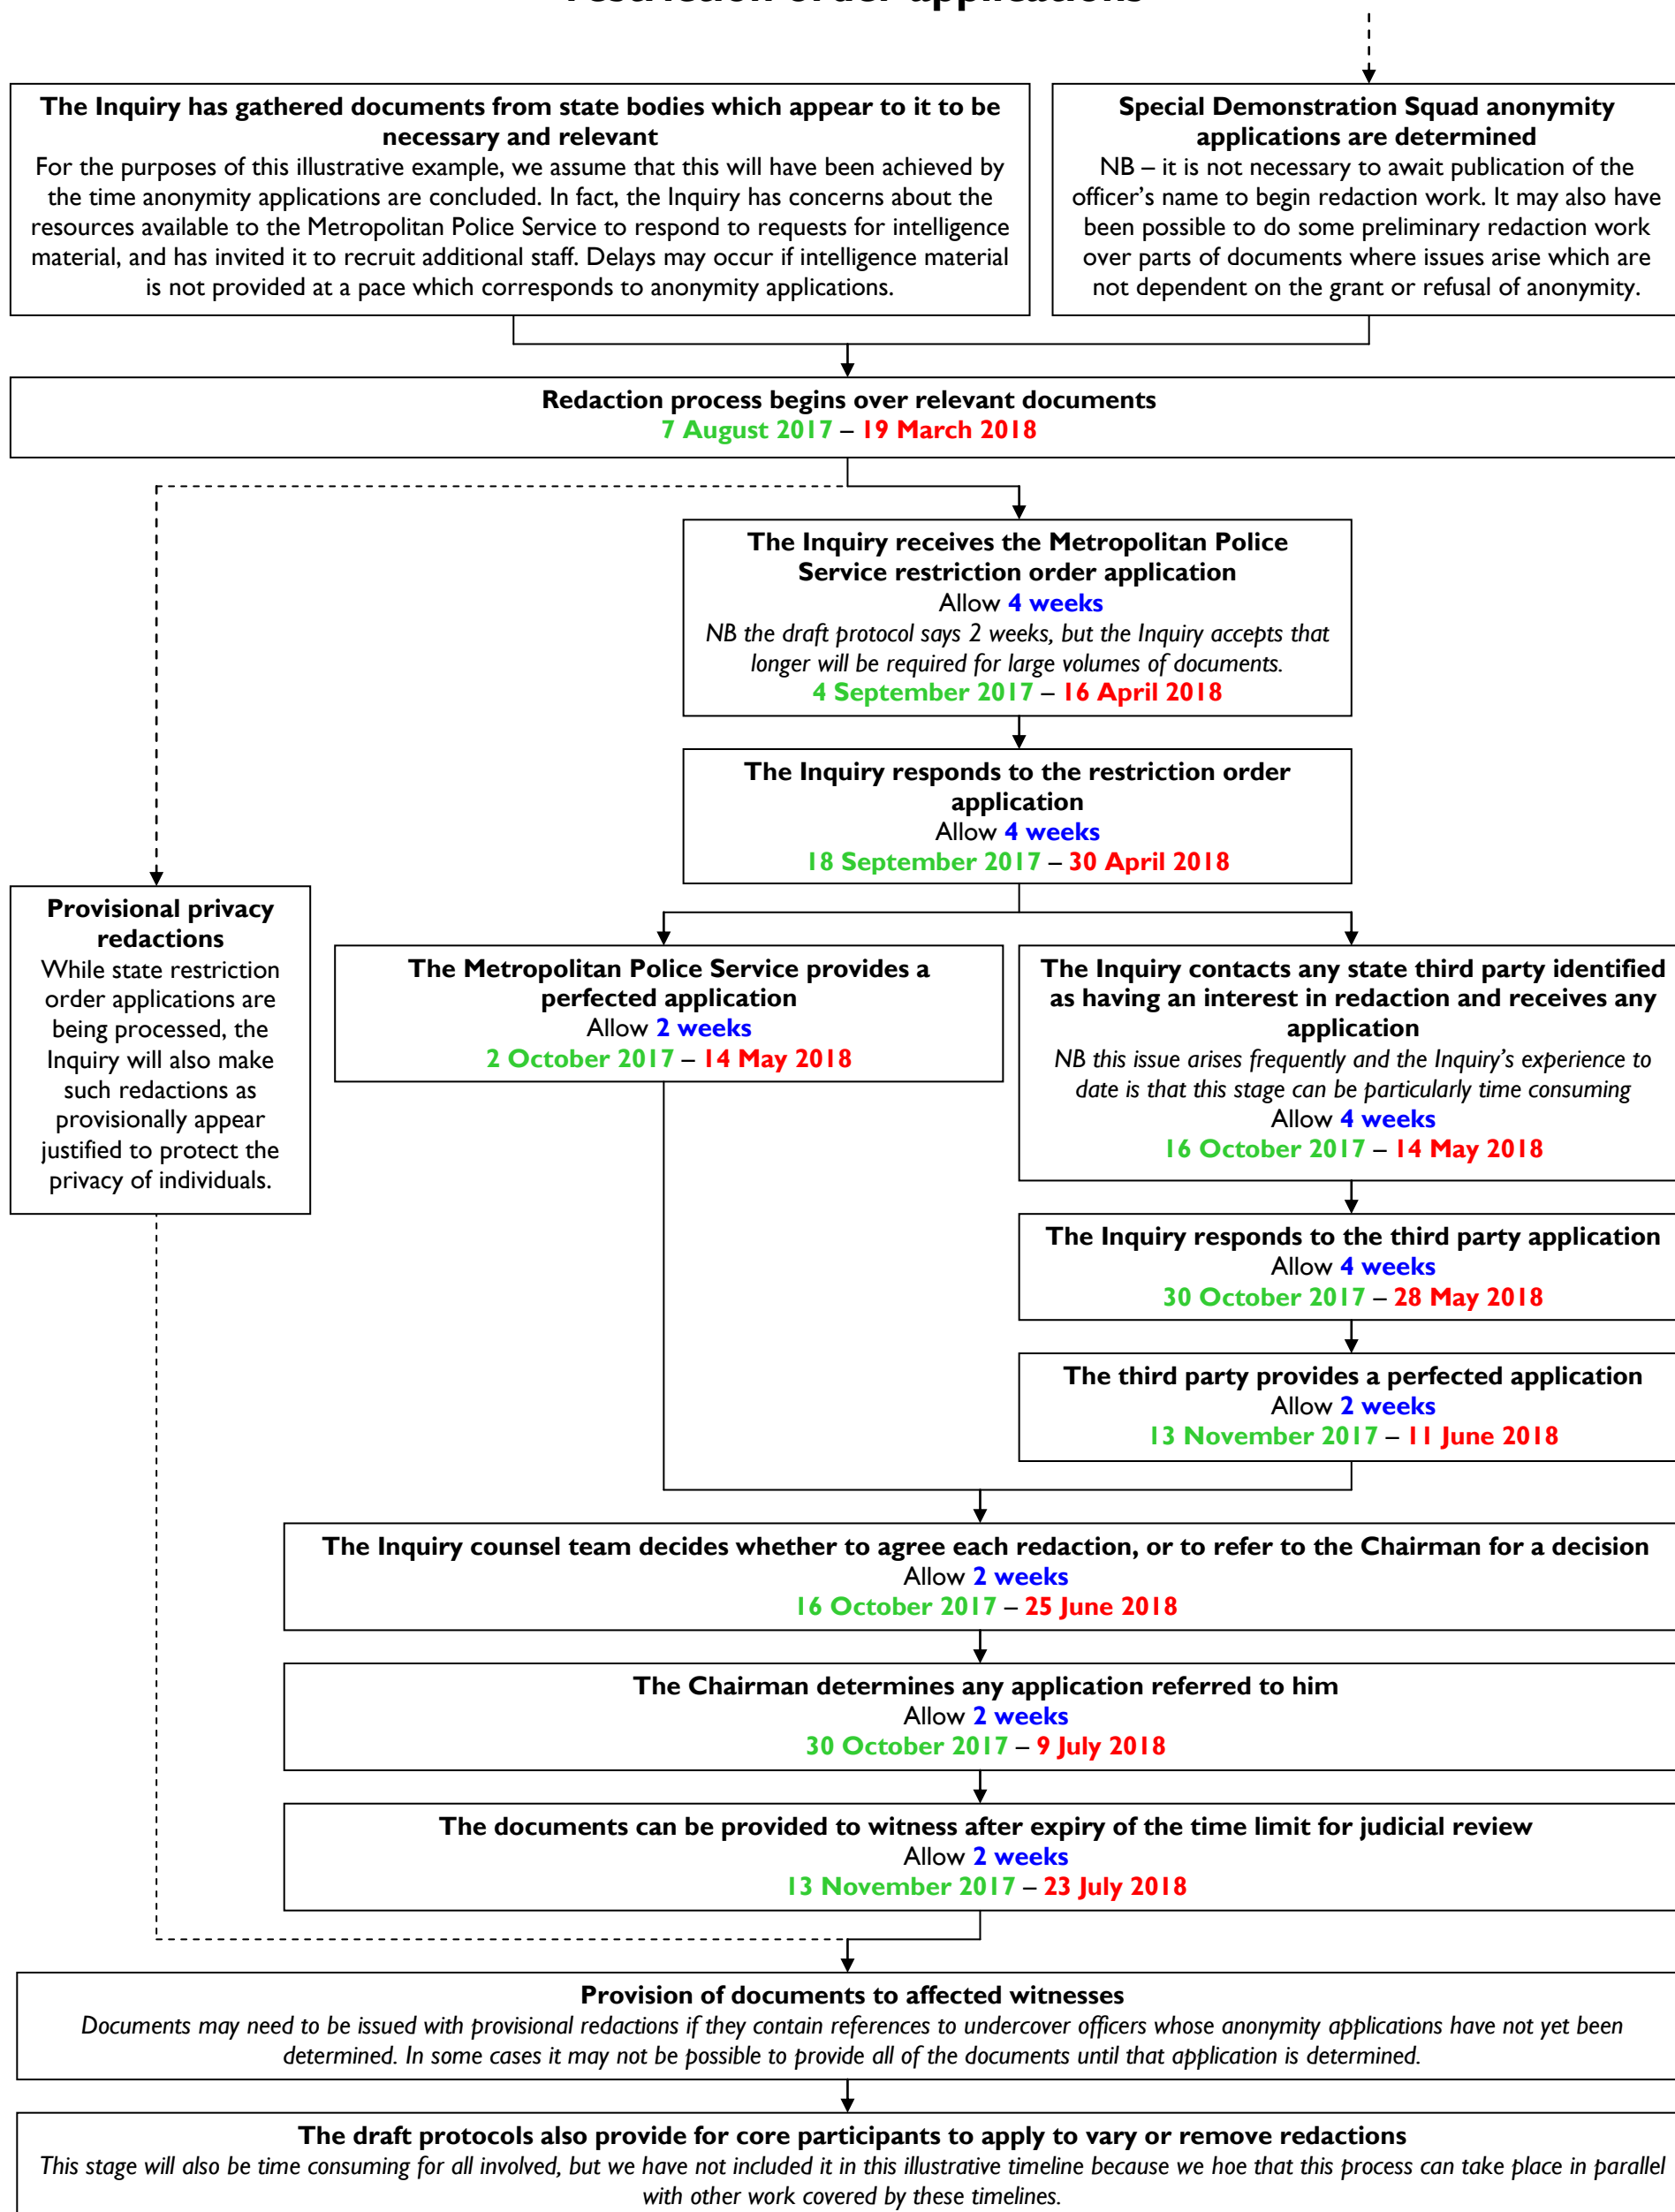 restriction order applications
The Inquiry has gathered documents from state bodies which appear to it to be
necessary and relevant
For the purposes of this illustrative example, we assume that this will have been achieved by
the time anonymity applications are concluded. In fact, the Inquiry has concerns about the
resources available to the Metropolitan Police Service to respond to requests for intelligence
material, and has invited it to recruit additional staff. Delays may occur if intelligence material
is not provided at a pace which corresponds to anonymity applications.
Special Demonstration Squad anonymity
applications are determined
NB – it is not necessary to await publication of the
officer's name to begin redaction work. It may also have
been possible to do some preliminary redaction work
over parts of documents where issues arise which are
not dependent on the grant or refusal of anonymity.
Redaction process begins over relevant documents
7 August 2017 – 19 March 2018
The Inquiry receives the Metropolitan Police
Service restriction order application
Allow 4 weeks
NB the draft protocol says 2 weeks, but the Inquiry accepts that
longer will be required for large volumes of documents.
4 September 2017 – 16 April 2018
The Inquiry responds to the restriction order
application
Allow 4 weeks
18 September 2017 – 30 April 2018
Provisional privacy
redactions
While state restriction
order applications are
being processed, the
Inquiry will also make
such redactions as
provisionally appear
justified to protect the
privacy of individuals.
The Metropolitan Police Service provides a
perfected application
Allow 2 weeks
2 October 2017 – 14 May 2018
The Inquiry contacts any state third party identified
as having an interest in redaction and receives any
application
NB this issue arises frequently and the Inquiry's experience to
date is that this stage can be particularly time consuming
Allow 4 weeks
16 October 2017 – 14 May 2018
The Inquiry responds to the third party application
Allow 4 weeks
30 October 2017 – 28 May 2018
The third party provides a perfected application
Allow 2 weeks
13 November 2017 – 11 June 2018
The Inquiry counsel team decides whether to agree each redaction, or to refer to the Chairman for a decision
Allow 2 weeks
16 October 2017 – 25 June 2018
The Chairman determines any application referred to him
Allow 2 weeks
30 October 2017 – 9 July 2018
The documents can be provided to witness after expiry of the time limit for judicial review
Allow 2 weeks
13 November 2017 – 23 July 2018
Provision of documents to affected witnesses
Documents may need to be issued with provisional redactions if they contain references to undercover officers whose anonymity applications have not yet been
determined. In some cases it may not be possible to provide all of the documents until that application is determined.
The draft protocols also provide for core participants to apply to vary or remove redactions
This stage will also be time consuming for all involved, but we have not included it in this illustrative timeline because we hoe that this process can take place in parallel
with other work covered by these timelines.